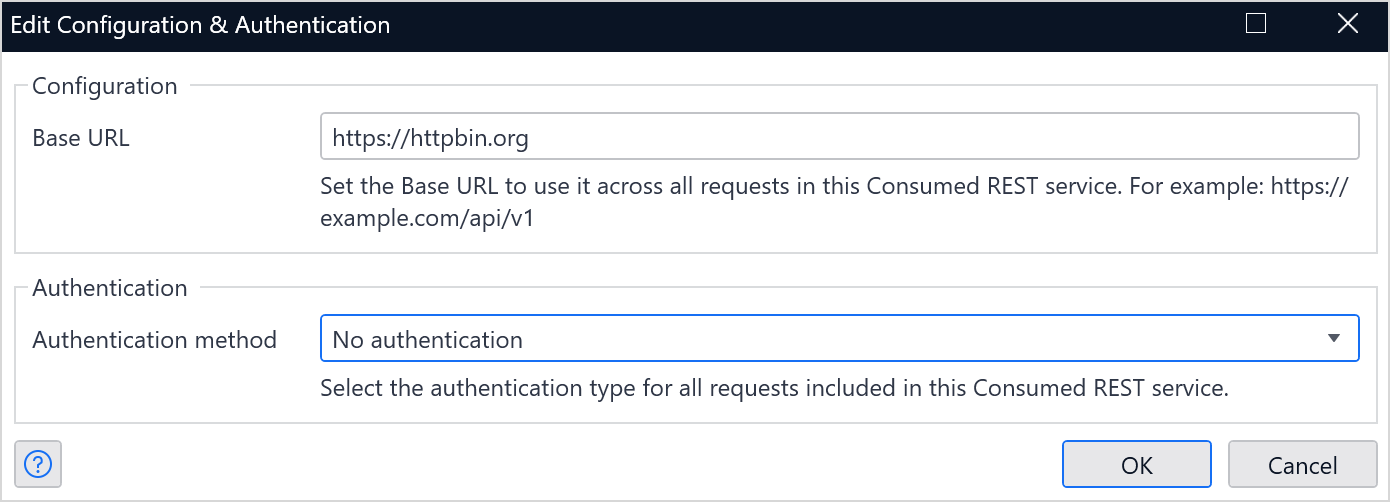 Edit Configuration & Authentication
Configuration
Base URL
https://httpbin.org
Set the Base URL to use it across all requests in this Consumed REST service. For example: https://
example.com/api/v1
Authentication
Authentication method
No authentication
Select the authentication type for all requests included in this Consumed REST service.
?
OK
Cancel